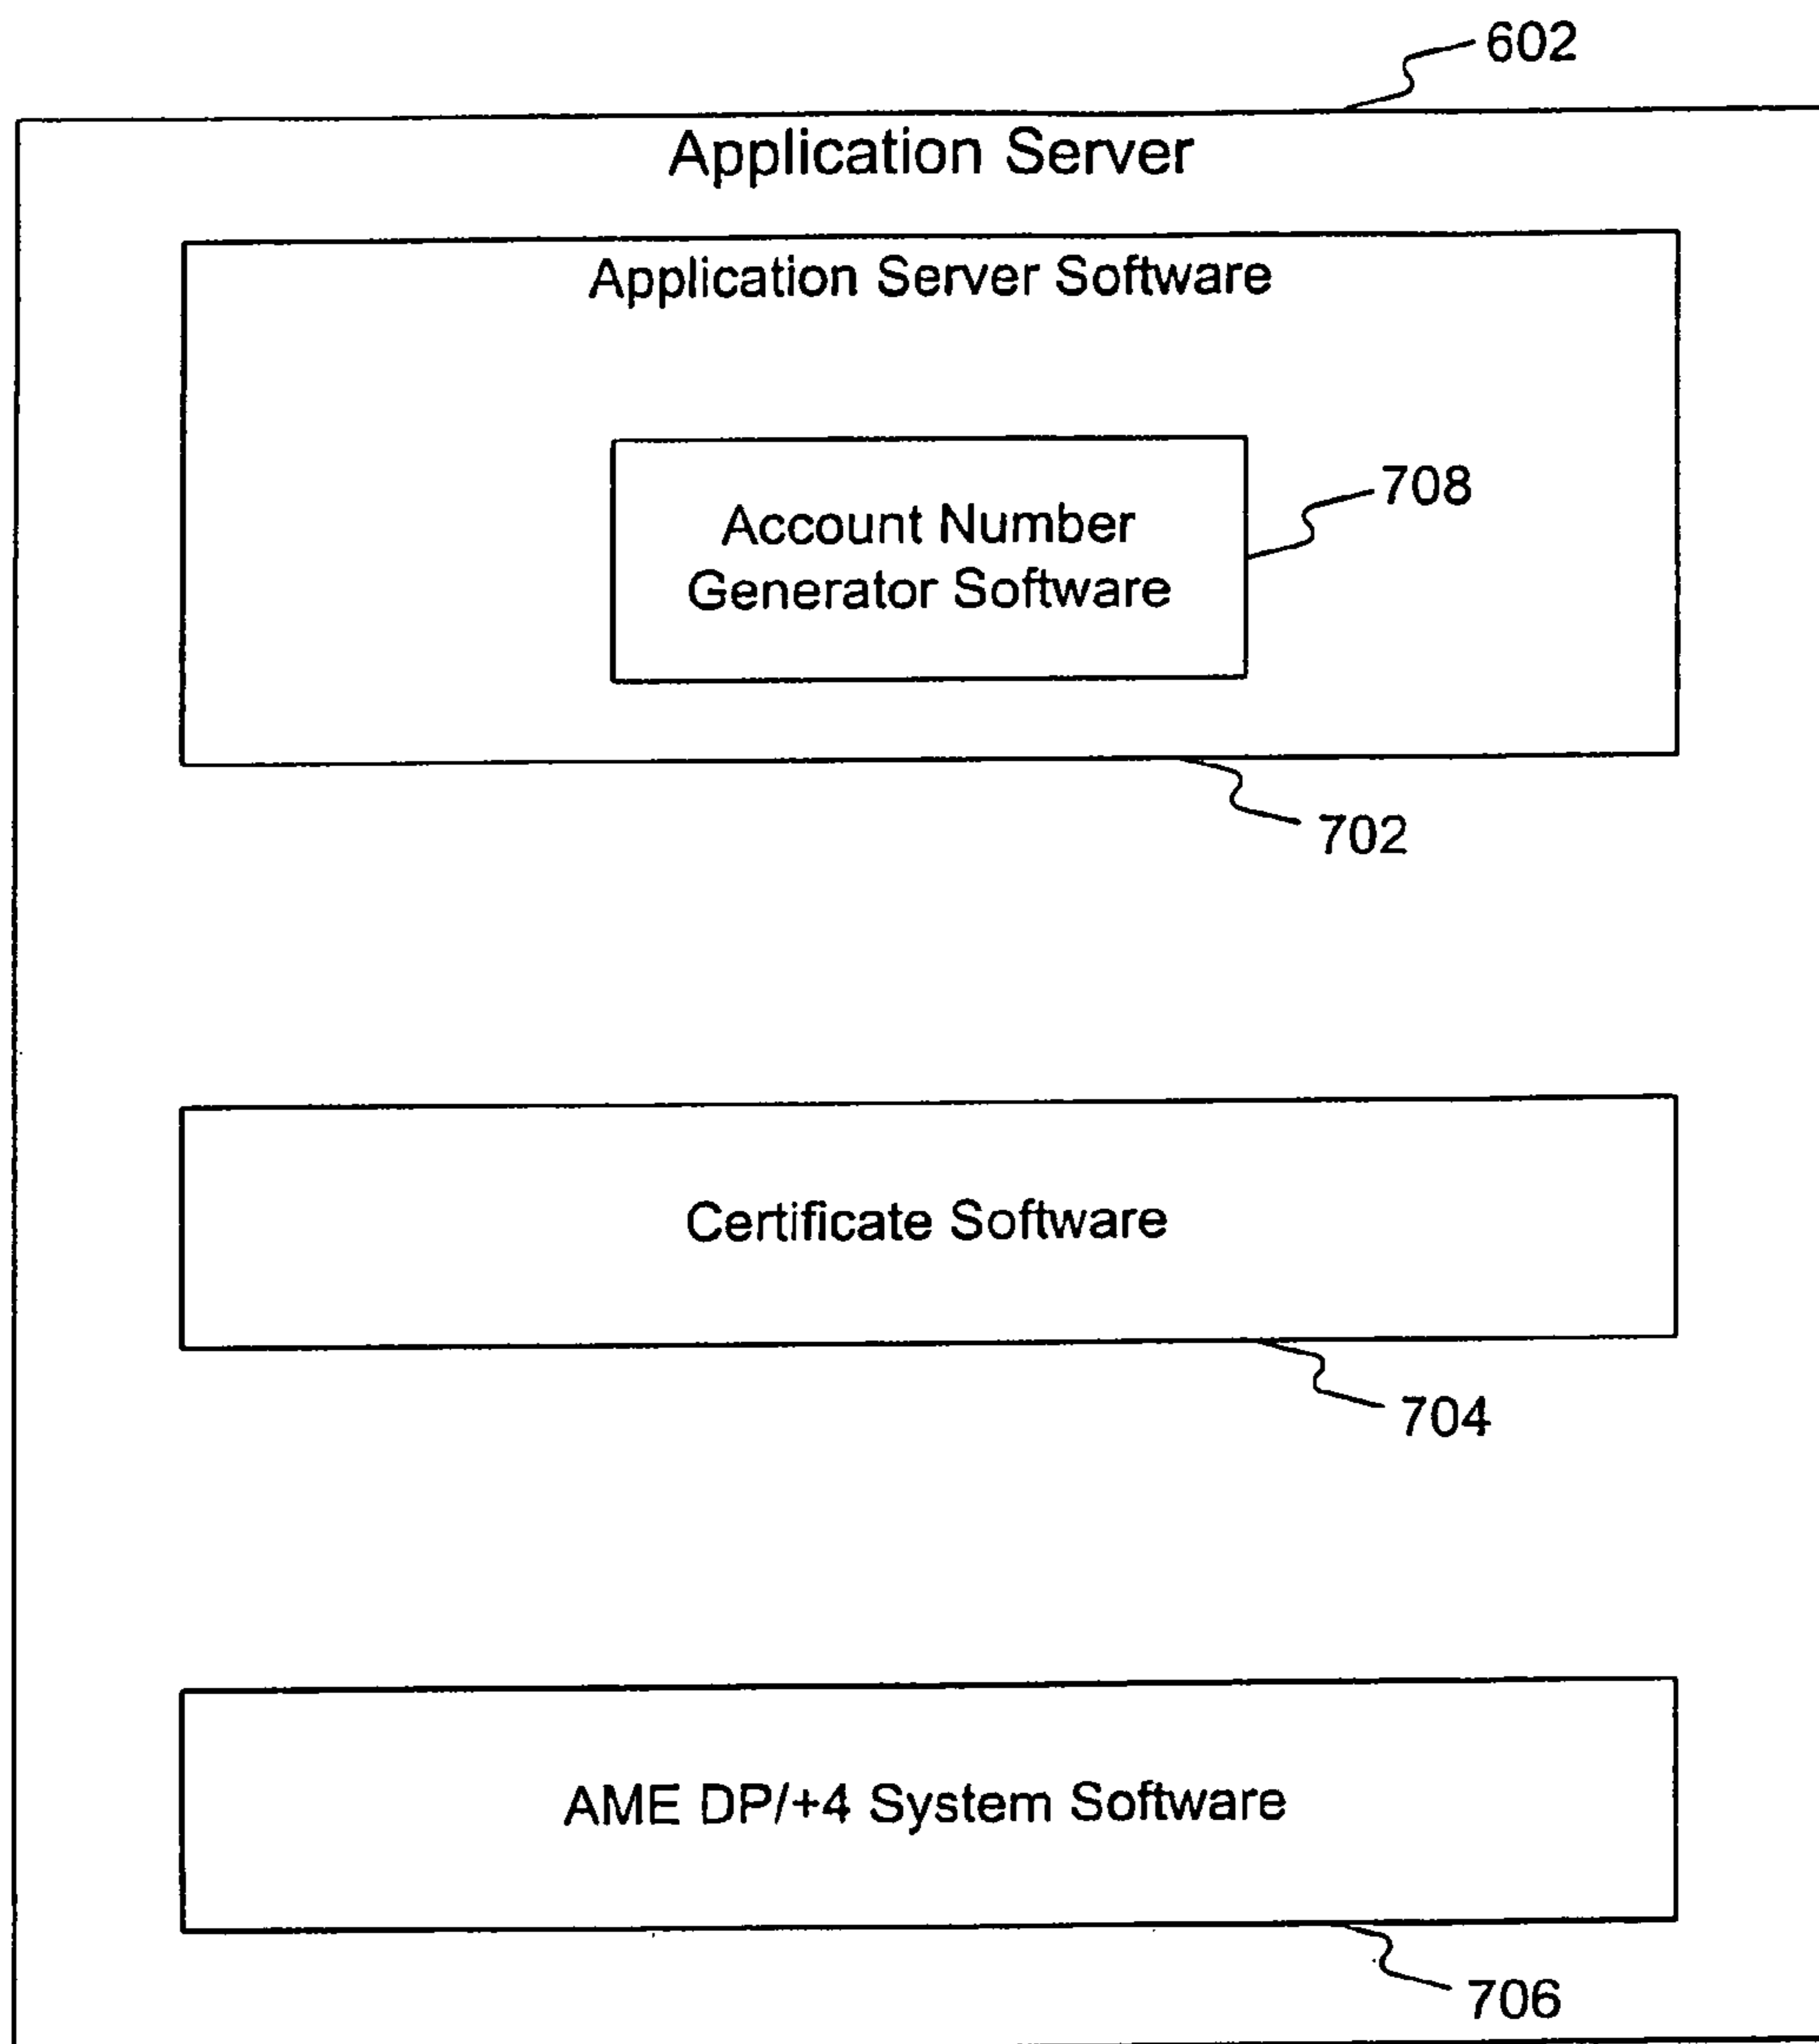 602
Application Server
Application Server Software
708
Account Number
Generator Software
702
Certificate Software
704
AME DP/+4 System Software
706